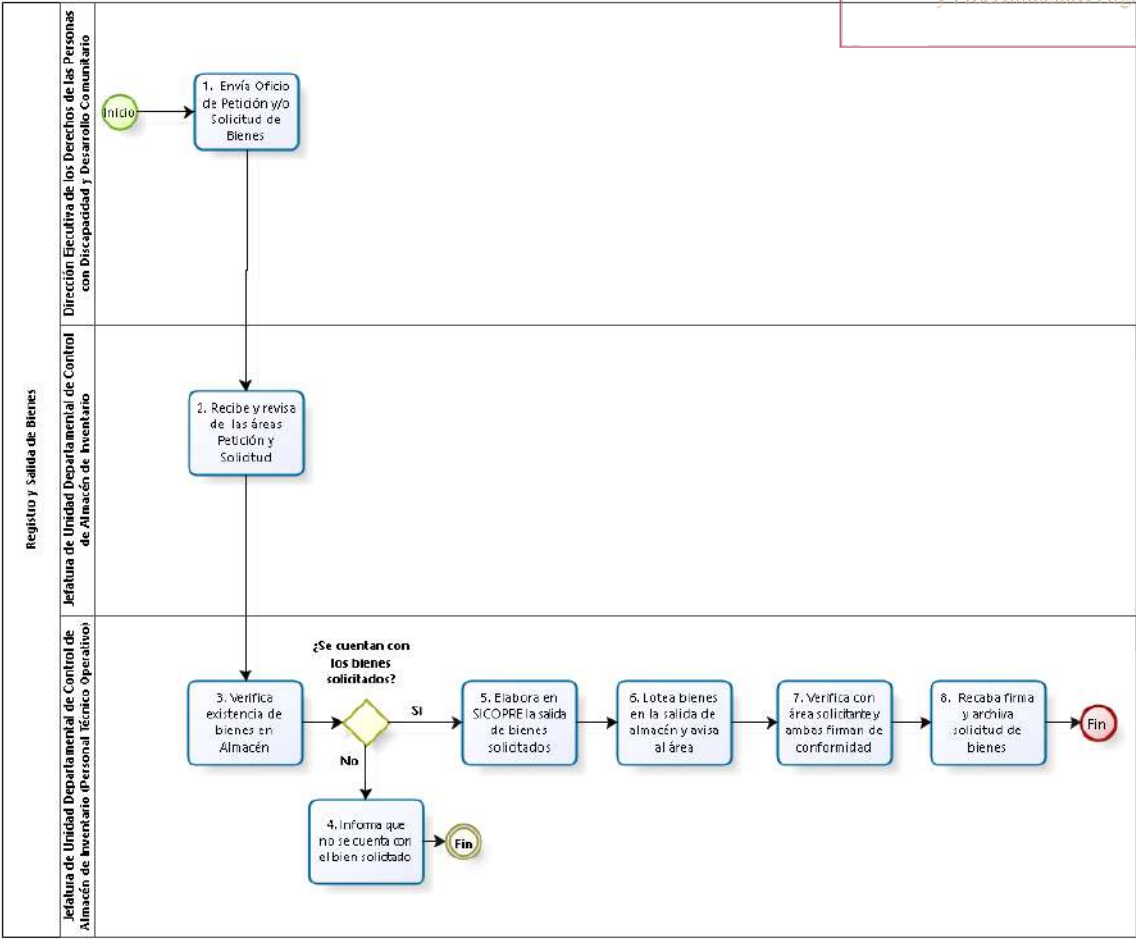 Registro y Salida de Bienes
Dirección Ejecutiva de los Derechos de las Personas
con Discapacidad y Desarrollo Comunitario
Inicio
1. Envía Oficio
de Petición y/o
Solicitud de
Bienes
Jefatura de Unidad Departamental de Control
de Almacén de Inventario
2. Recibe y revisa
de las áreas
Petición y
Solicitud
Jefatura de Unidad Departamental de Control de
Almacén de Inventario (Personal Técnico Operativo)
3. Verifica
existencia de
bienes en
Almacén
¿Se cuentan con
los bienes
solicitados?
Si
No
4. Informa que
no se cuenta con
el bien solicitado
Fin
5. Elabora en
SICOPRE la salida
de bienes
solicitados
6. Lotea bienes
en la salida de
almacén y avisa
al área
7. Verifica con
área solicitante y
ambas firman de
conformidad
8. Recaba firma
y archiva
solicitud de
bienes
Fin